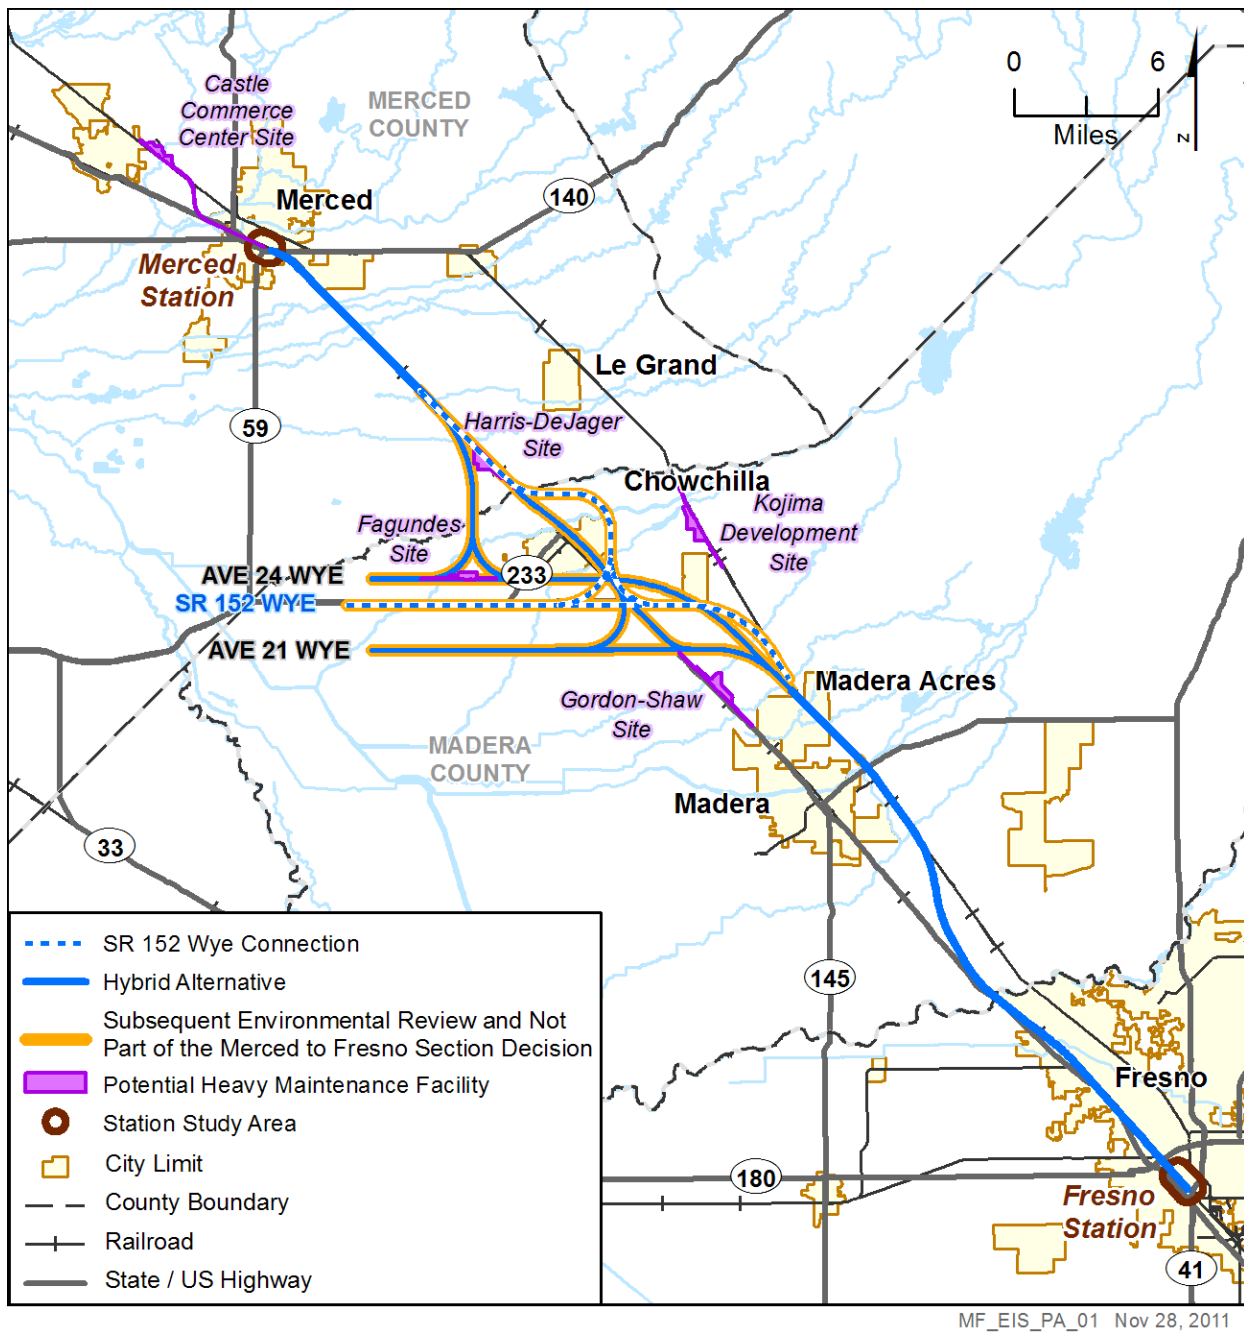 Castle
Commerce
Center Site
MERCED
COUNTY
0 6
Miles
z
Merced
140
Merced
Station
Le Grand
59
Harris-DeJager
Site
Chowchilla
Kojima
Development
Site
Fagundes
Site
233
AVE 24 WYE
SR 152 WYE
AVE 21 WYE
Madera Acres
Gordon-Shaw
Site
MADERA
COUNTY
Madera
33
145
Fresno
180
Fresno
Station
41
SR 152 Wye Connection
Hybrid Alternative
Subsequent Environmental Review and Not
Part of the Merced to Fresno Section Decision
Potential Heavy Maintenance Facility
Station Study Area
City Limit
County Boundary
Railroad
State / US Highway
MF_EIS_PA_01 Nov 28, 2011